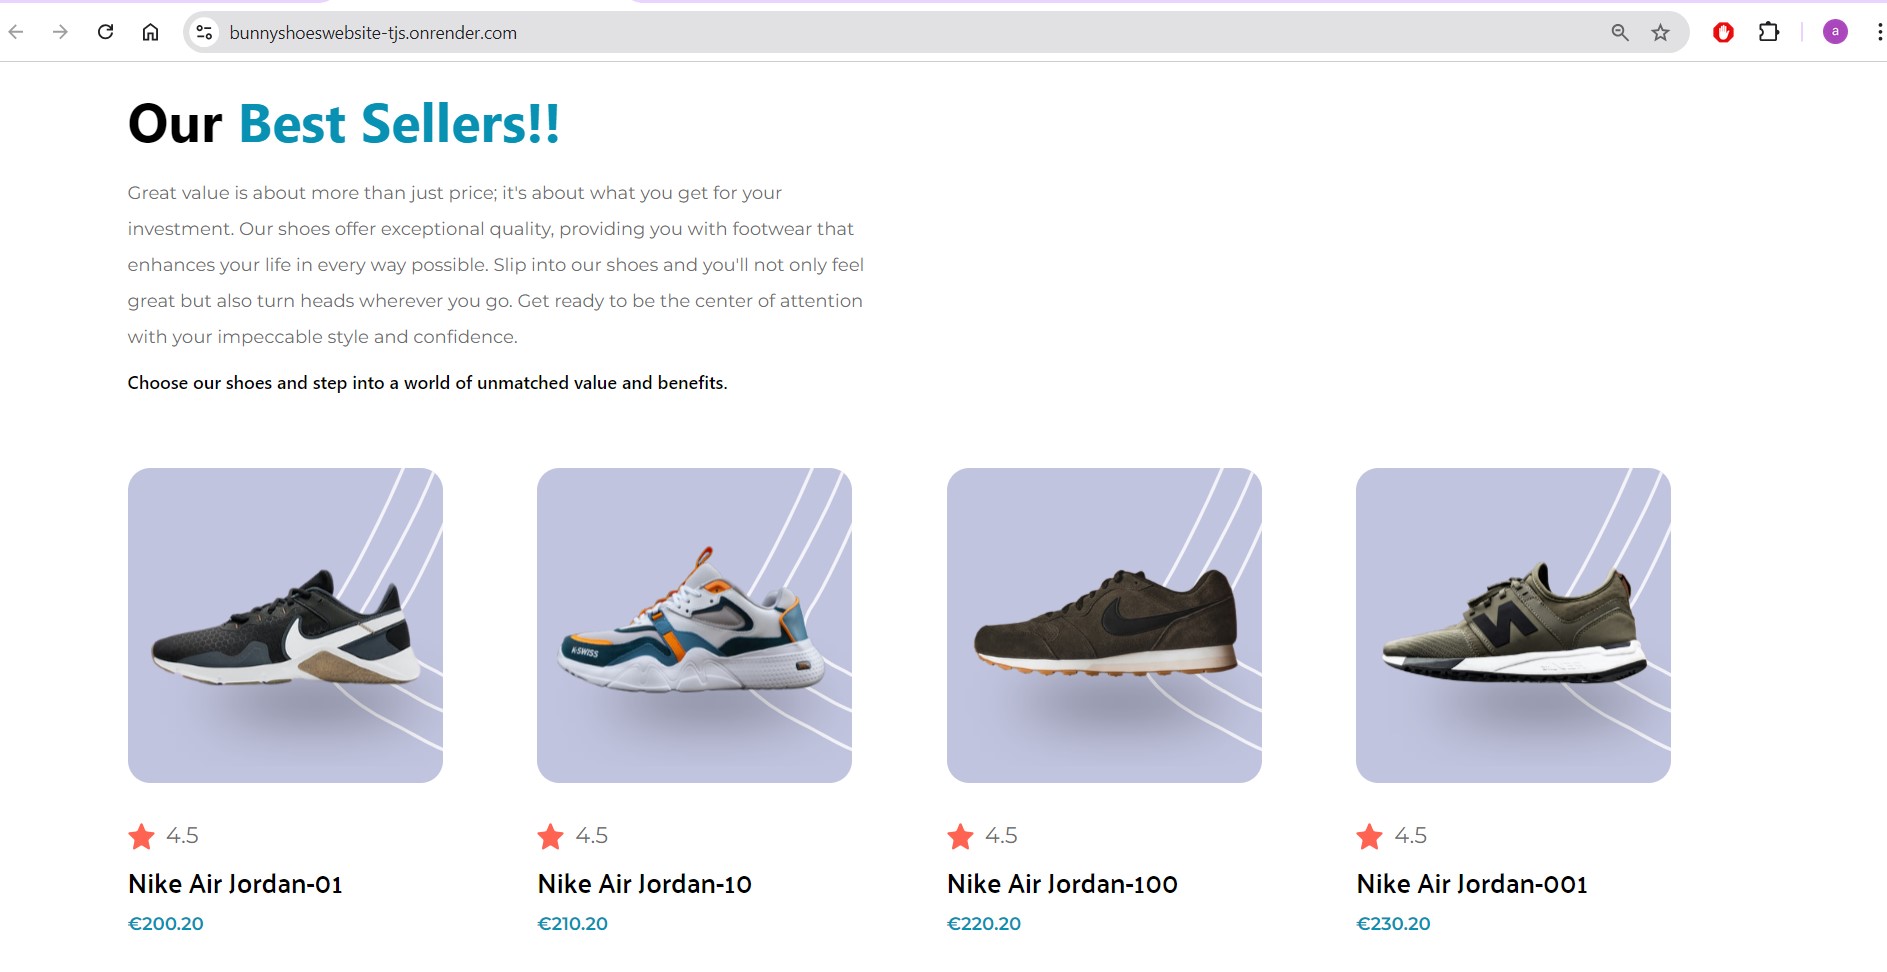 bunnyshoeswebsite-tjs.onrender.com
a
Our Best Sellers!!
Great value is about more than just price; it's about what you get for your
investment. Our shoes offer exceptional quality, providing you with footwear that
enhances your life in every way possible. Slip into our shoes and you'll not only feel
great but also turn heads wherever you go. Get ready to be the center of attention
with your impeccable style and confidence.
Choose our shoes and step into a world of unmatched value and benefits.
K-SWISS
4.5
Nike Air Jordan-01
€200.20
4.5
Nike Air Jordan-10
€210.20
4.5
Nike Air Jordan-100
€220.20
4.5
Nike Air Jordan-001
€230.20